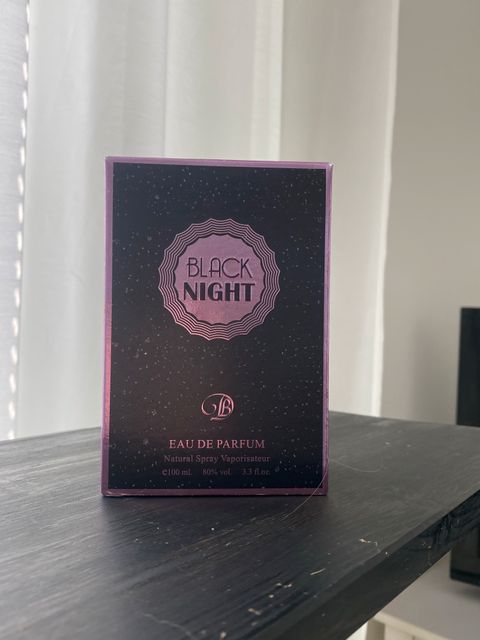 BLACK
NIGHT
EAU DE PARFUM
Natural Spray Vaporisateur
℮100 ml. 80% vol. 3.3 fl.oz.